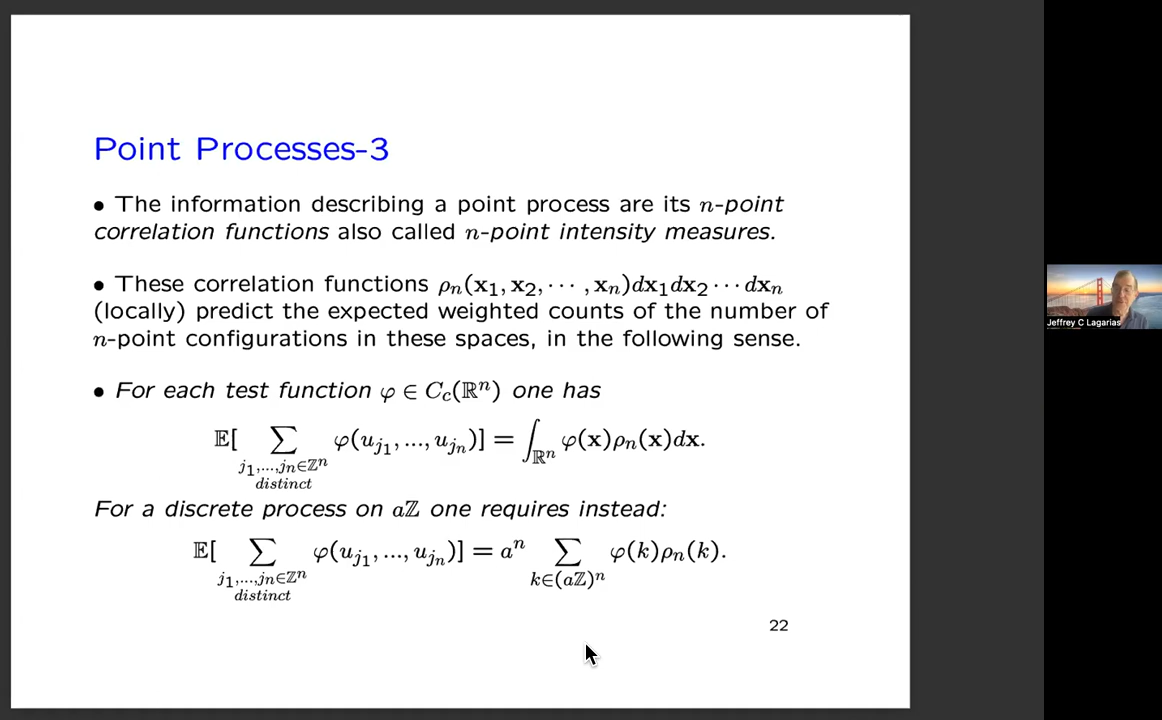 Point Processes-3
• The information describing a point process are its n-point
correlation functions also called n-point intensity measures.
• These correlation functions ρₙ(x₁, x₂, ⋯ , xₙ)dx₁dx₂ ⋯ dxₙ
(locally) predict the expected weighted counts of the number of
n-point configurations in these spaces, in the following sense.
• For each test function φ ∈ C_c(ℝⁿ) one has
𝔼[ ∑_{j₁,...,jn∈ℤⁿ distinct} φ(u_{j₁}, ..., u_{jₙ})] = ∫_{ℝⁿ} φ(x)ρₙ(x)dx.
For a discrete process on aℤ one requires instead:
𝔼[ ∑_{j₁,...,jn∈ℤⁿ distinct} φ(u_{j₁}, ..., u_{jₙ})] = aⁿ ∑_{k∈(aℤ)ⁿ} φ(k)ρₙ(k).
22
Jeffrey C Lagarias